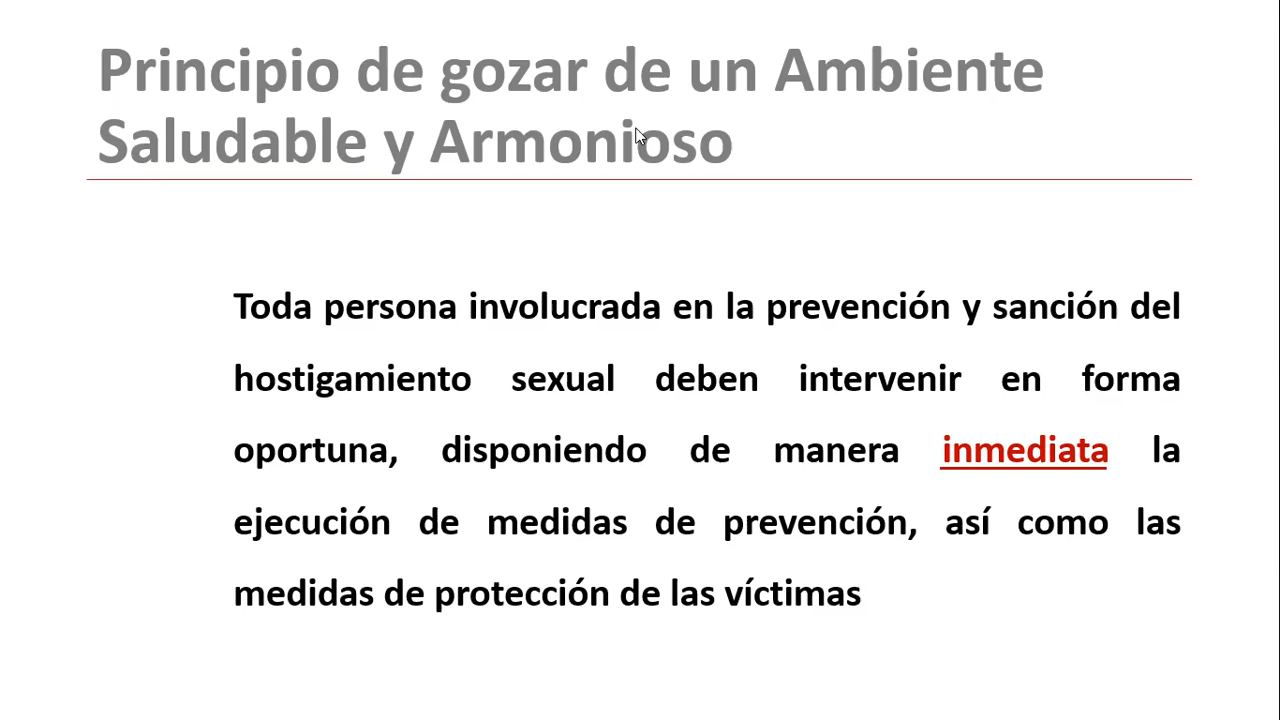 Principio de gozar de un Ambiente
Saludable y Armonioso
Toda persona involucrada en la prevención y sanción del
hostigamiento sexual deben intervenir en forma
oportuna, disponiendo de manera inmediata la
ejecución de medidas de prevención, así como las
medidas de protección de las víctimas